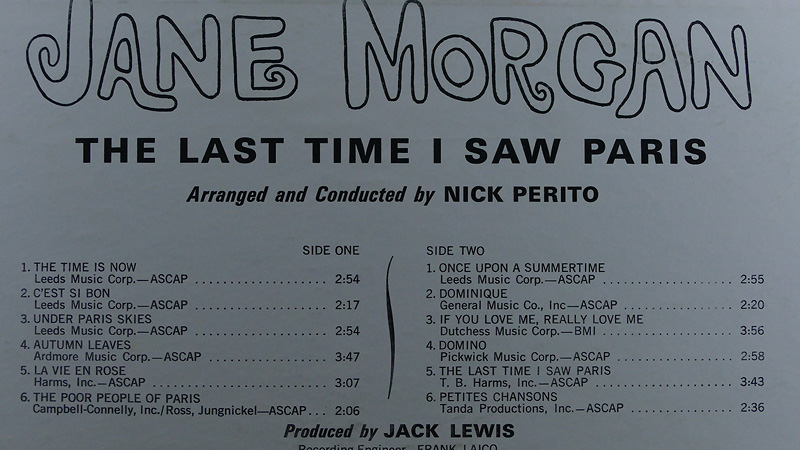 JANE MORGAN
THE LAST TIME I SAW PARIS
Arranged and Conducted by NICK PERITO
SIDE ONE
1. THE TIME IS NOW
Leeds Music Corp.—ASCAP ........................ 2:54
2. C'EST SI BON
Leeds Music Corp.—ASCAP ........................ 2:17
3. UNDER PARIS SKIES
Leeds Music Corp.—ASCAP ........................ 2:54
4. AUTUMN LEAVES
Ardmore Music Corp.—ASCAP ...................... 3:47
5. LA VIE EN ROSE
Harms, Inc.—ASCAP .............................. 3:07
6. THE POOR PEOPLE OF PARIS
Campbell-Connelly, Inc./Ross, Jungnickel—ASCAP... 2:06
SIDE TWO
1. ONCE UPON A SUMMERTIME
Leeds Music Corp.—ASCAP ........................ 2:55
2. DOMINIQUE
General Music Co., Inc—ASCAP ................... 2:20
3. IF YOU LOVE ME, REALLY LOVE ME
Dutchess Music Corp.—BMI ....................... 3:56
4. DOMINO
Pickwick Music Corp.—ASCAP ..................... 2:58
5. THE LAST TIME I SAW PARIS
T. B. Harms, Inc.—ASCAP ........................ 3:43
6. PETITES CHANSONS
Tanda Productions, Inc.—ASCAP .................. 2:36
Produced by JACK LEWIS
Recording Engineer—FRANK LAICO